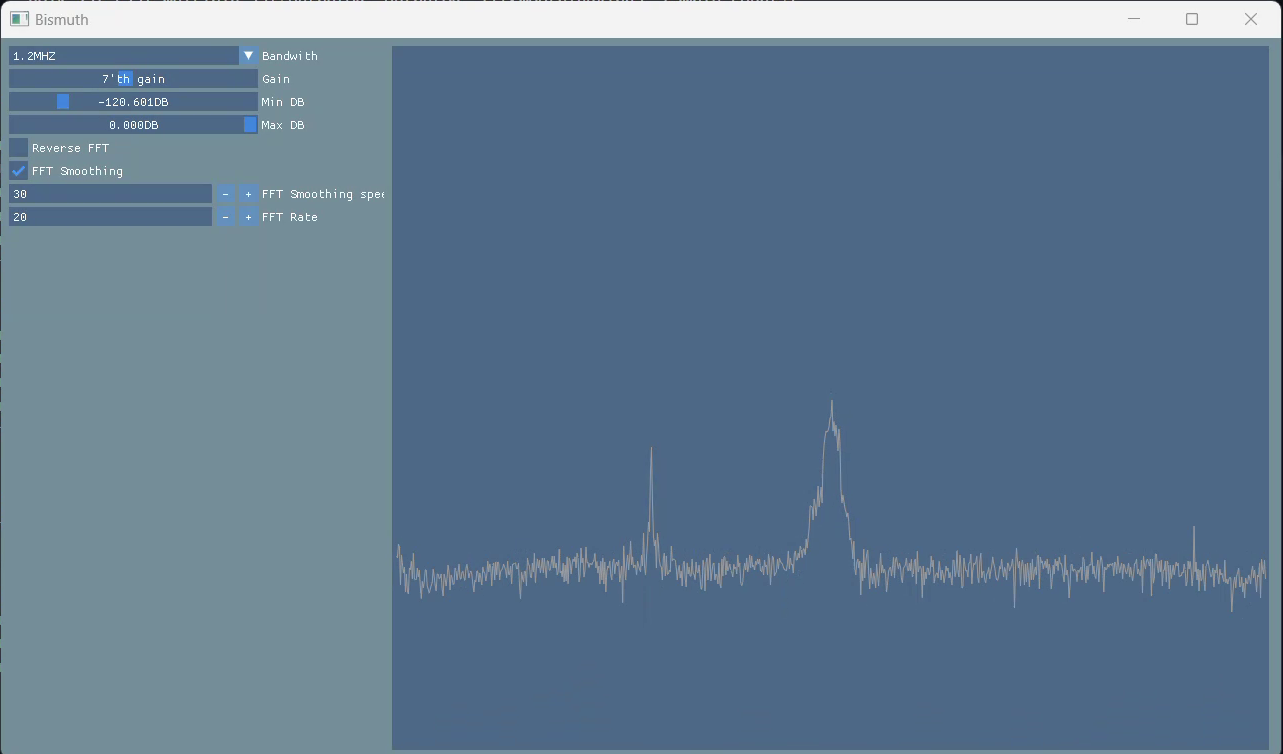 Bismuth
1.2MHZ Bandwith
7'th gain Gain
-120.601DB Min DB
0.000DB Max DB
Reverse FFT
FFT Smoothing
30 - + FFT Smoothing spee
20 - + FFT Rate